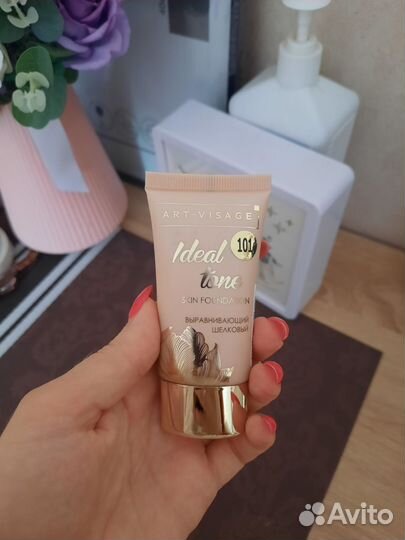 ART-VISAGE
101
Ideal
tone
SKIN FOUNDATION
ВЫРАВНИВАЮЩИЙ
ШЕЛКОВЫЙ
Avito